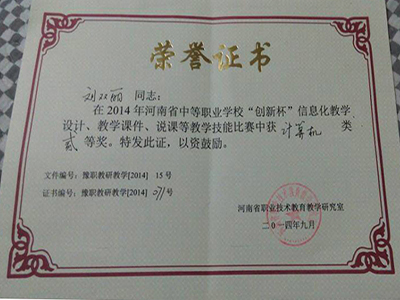 荣誉证书
刘双丽 同志：
在2014年河南省中等职业学校“创新杯”信息化教学
设计、教学课件、说课等教学技能比赛中获 计算机 类
贰 等奖。特发此证，以资鼓励。
文件编号：豫职教研教学[2014] 15号
证书编号：豫职教研教学[2014] 271号
河南省职业技术教育教学研究室
二○一四年九月